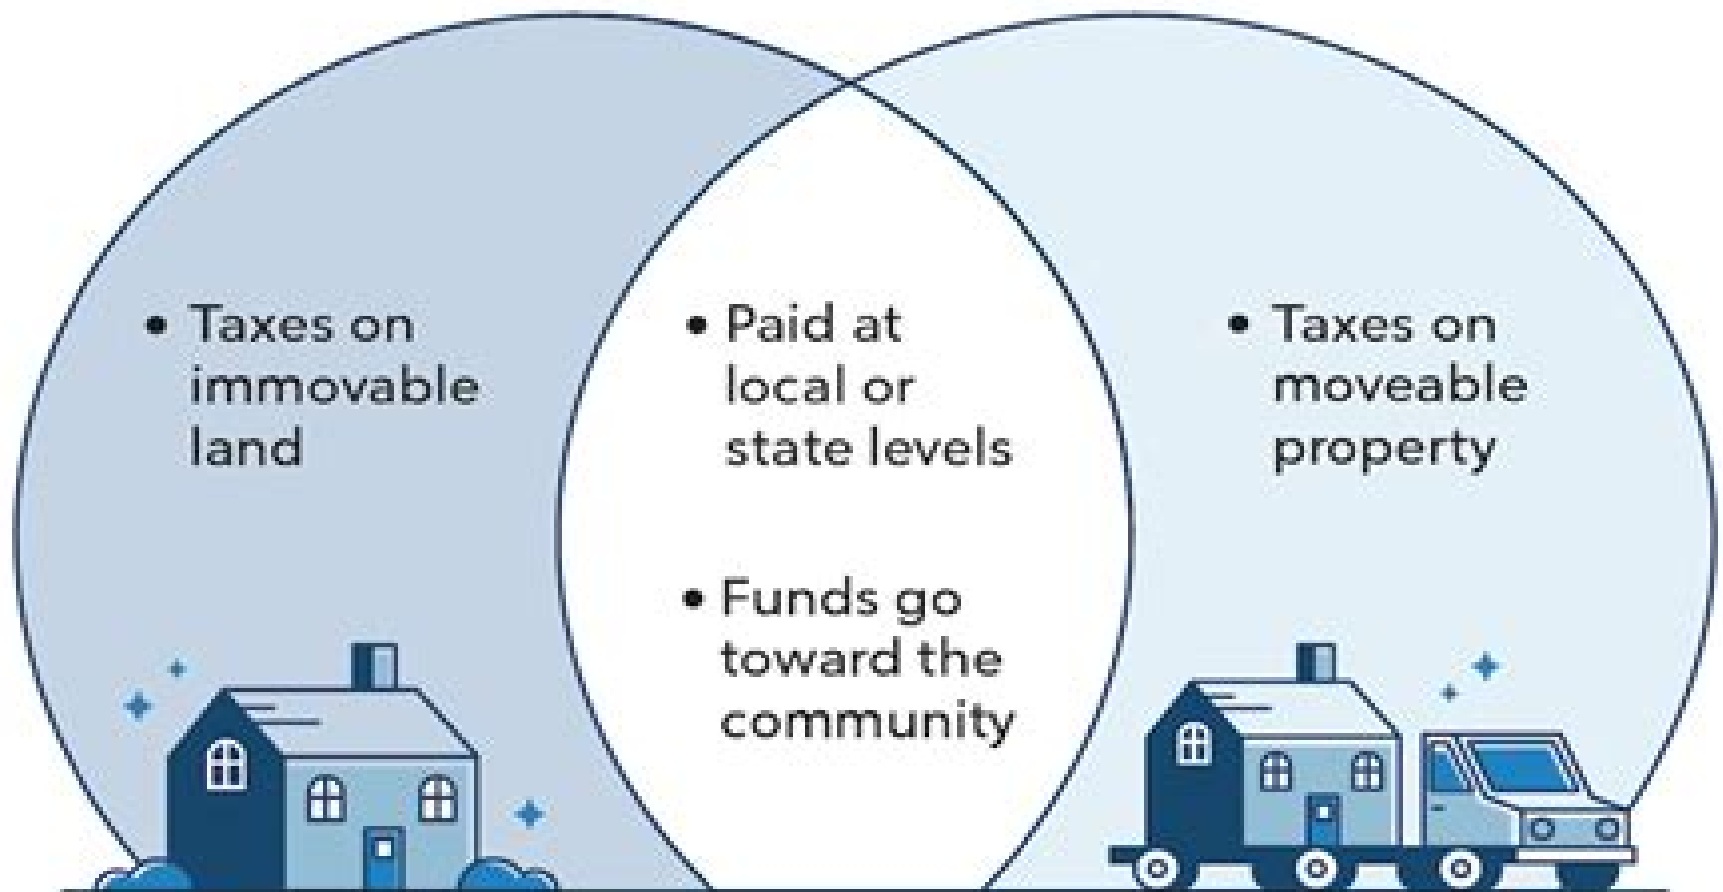 • Taxes on
immovable
land
• Paid at
local or
state levels
• Funds go
toward the
community
• Taxes on
moveable
property